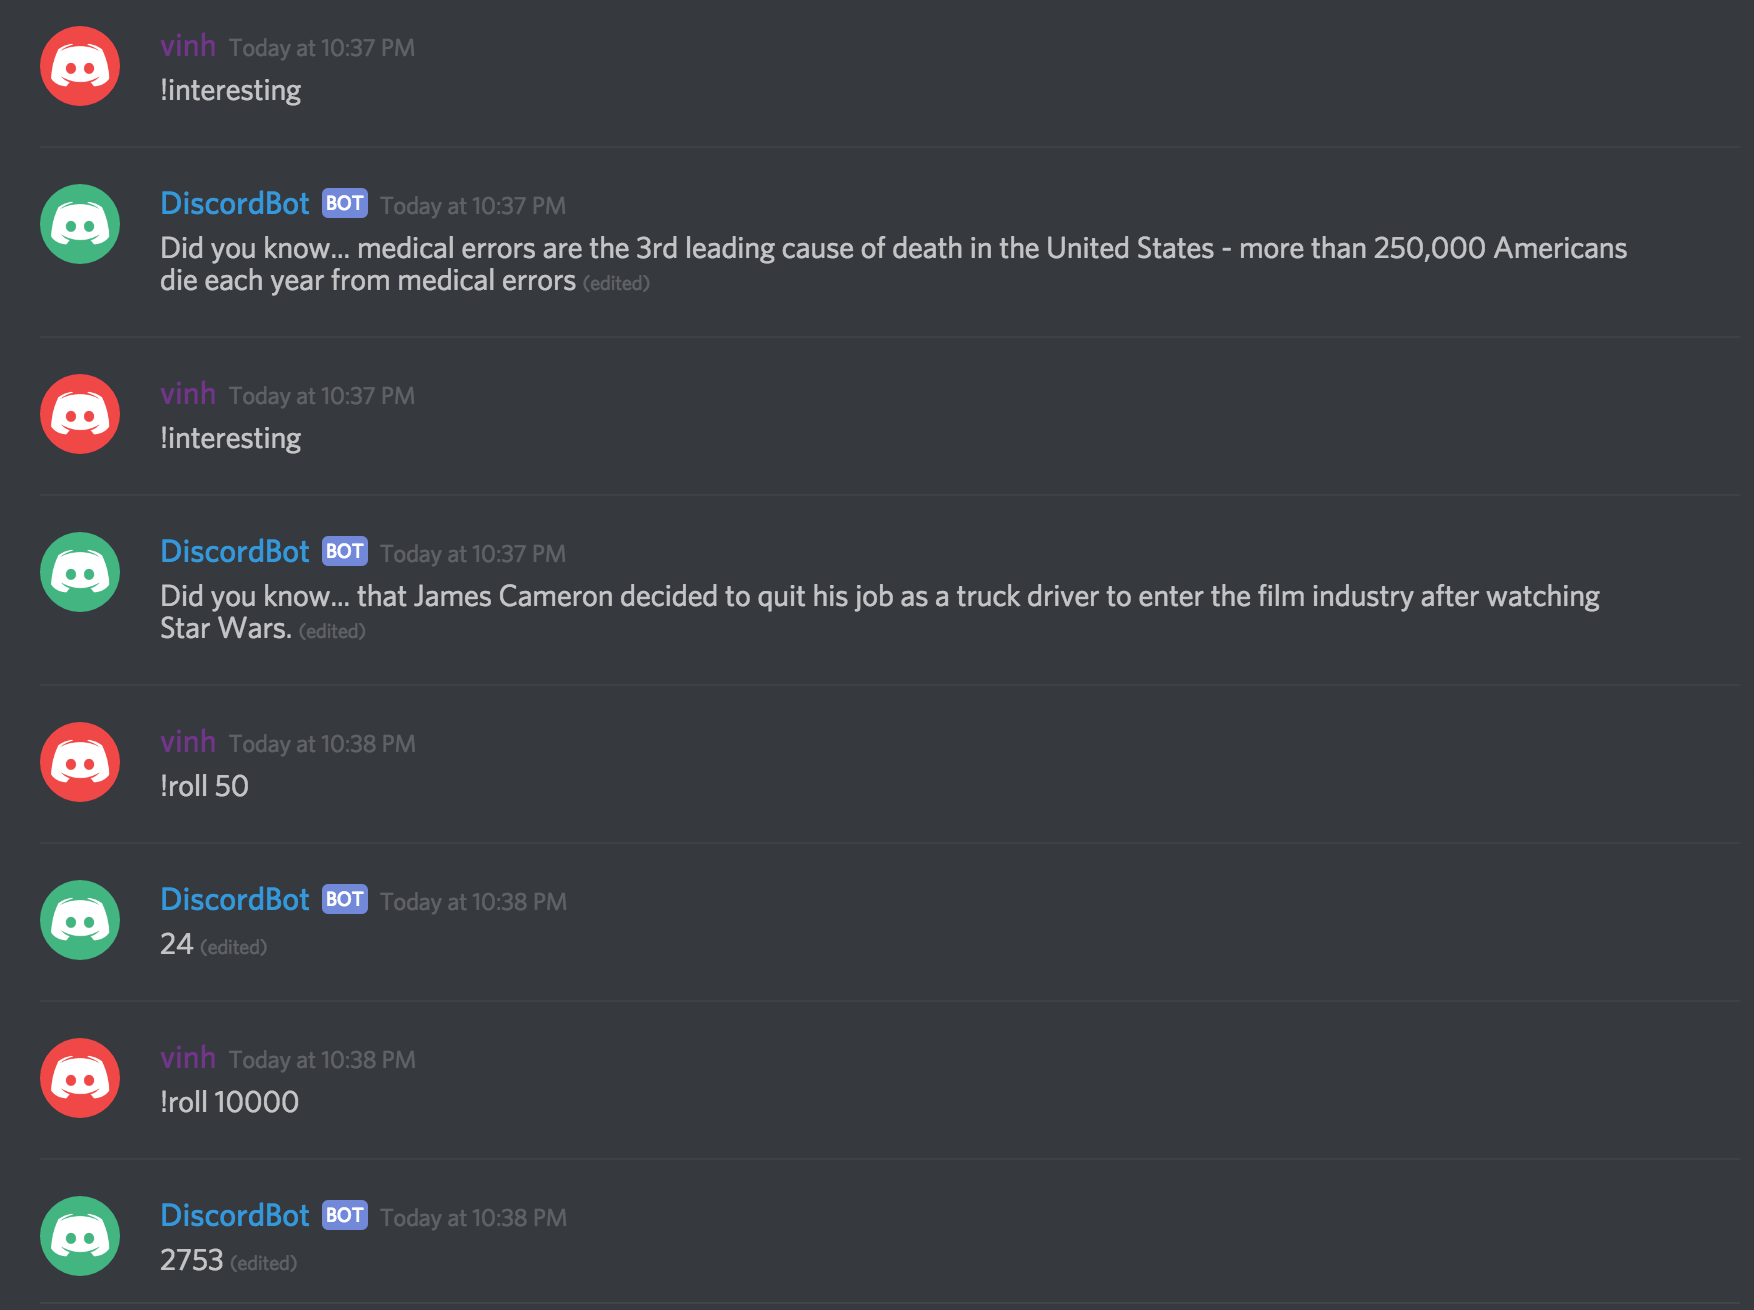 vinh Today at 10:37 PM
!interesting
DiscordBot BOT Today at 10:37 PM
Did you know... medical errors are the 3rd leading cause of death in the United States - more than 250,000 Americans
die each year from medical errors (edited)
vinh Today at 10:37 PM
!interesting
DiscordBot BOT Today at 10:37 PM
Did you know... that James Cameron decided to quit his job as a truck driver to enter the film industry after watching
Star Wars. (edited)
vinh Today at 10:38 PM
!roll 50
DiscordBot BOT Today at 10:38 PM
24 (edited)
vinh Today at 10:38 PM
!roll 10000
DiscordBot BOT Today at 10:38 PM
2753 (edited)